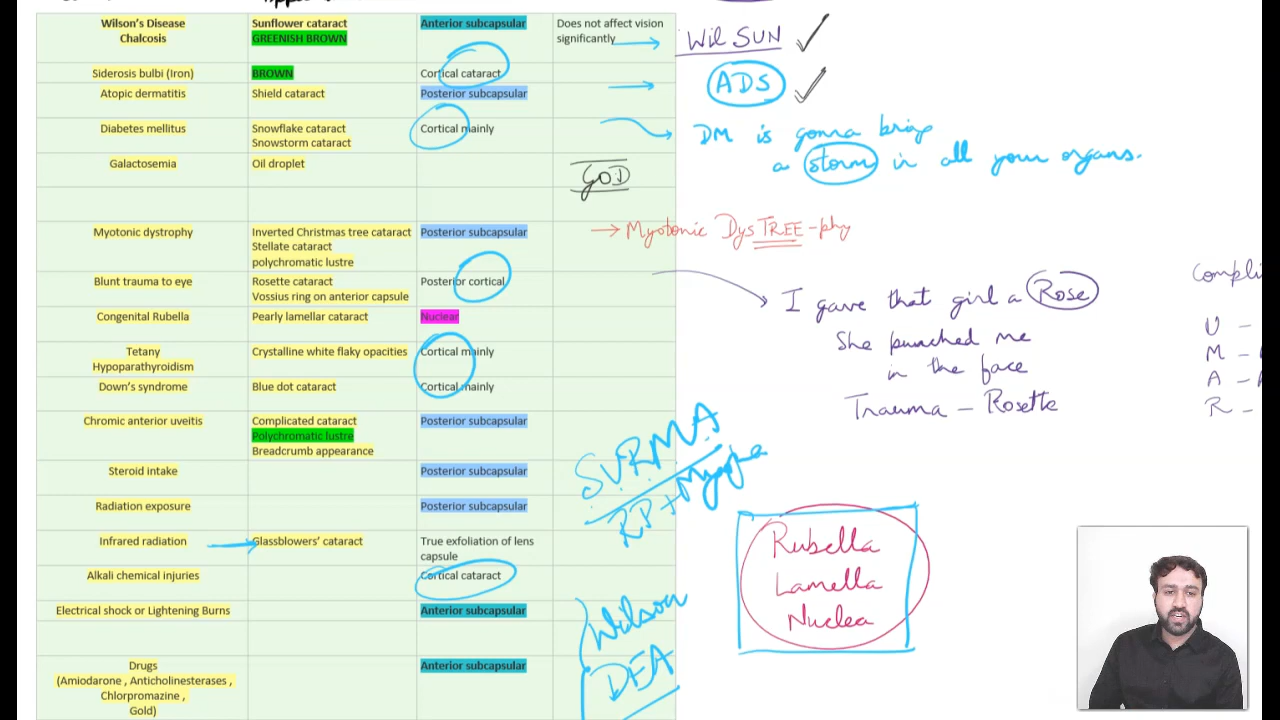 Wilson's Disease Sunflower cataract Anterior subcapsular Does not affect vision
Chalcosis GREENISH BROWN significantly
Wil SUN
Siderosis bulbi (Iron) BROWN Cortical cataract
ADS
Atopic dermatitis Shield cataract Posterior subcapsular
Diabetes mellitus Snowflake cataract Cortical mainly
Snowstorm cataract
DM is gonna bring
a storm in all your organs.
Galactosemia Oil droplet
GOD
Myotonic dystrophy Inverted Christmas tree cataract Posterior subcapsular
Stellate cataract
polychromatic lustre
Myotonic DysTREE-phy
Blunt trauma to eye Rosette cataract Posterior cortical
Vossius ring on anterior capsule
I gave that girl a Rose
She punched me
in the face
Trauma - Rosette
Compli
U -
M -
A -
R -
Congenital Rubella Pearly lamellar cataract Nuclear
Tetany Crystalline white flaky opacities Cortical mainly
Hypoparathyroidism
Down's syndrome Blue dot cataract Cortical mainly
Chronic anterior uveitis Complicated cataract Posterior subcapsular
Polychromatic lustre
Breadcrumb appearance
Steroid intake Posterior subcapsular
SURMA
RP + Myopia
Radiation exposure Posterior subcapsular
Infrared radiation Glassblowers' cataract True exfoliation of lens
capsule
Rubella
Lamella
Nuclea
Alkali chemical injuries Cortical cataract
Electrical shock or Lightening Burns Anterior subcapsular
Wilson
DEA
Drugs Anterior subcapsular
(Amiodarone , Anticholinesterases ,
Chlorpromazine ,
Gold)